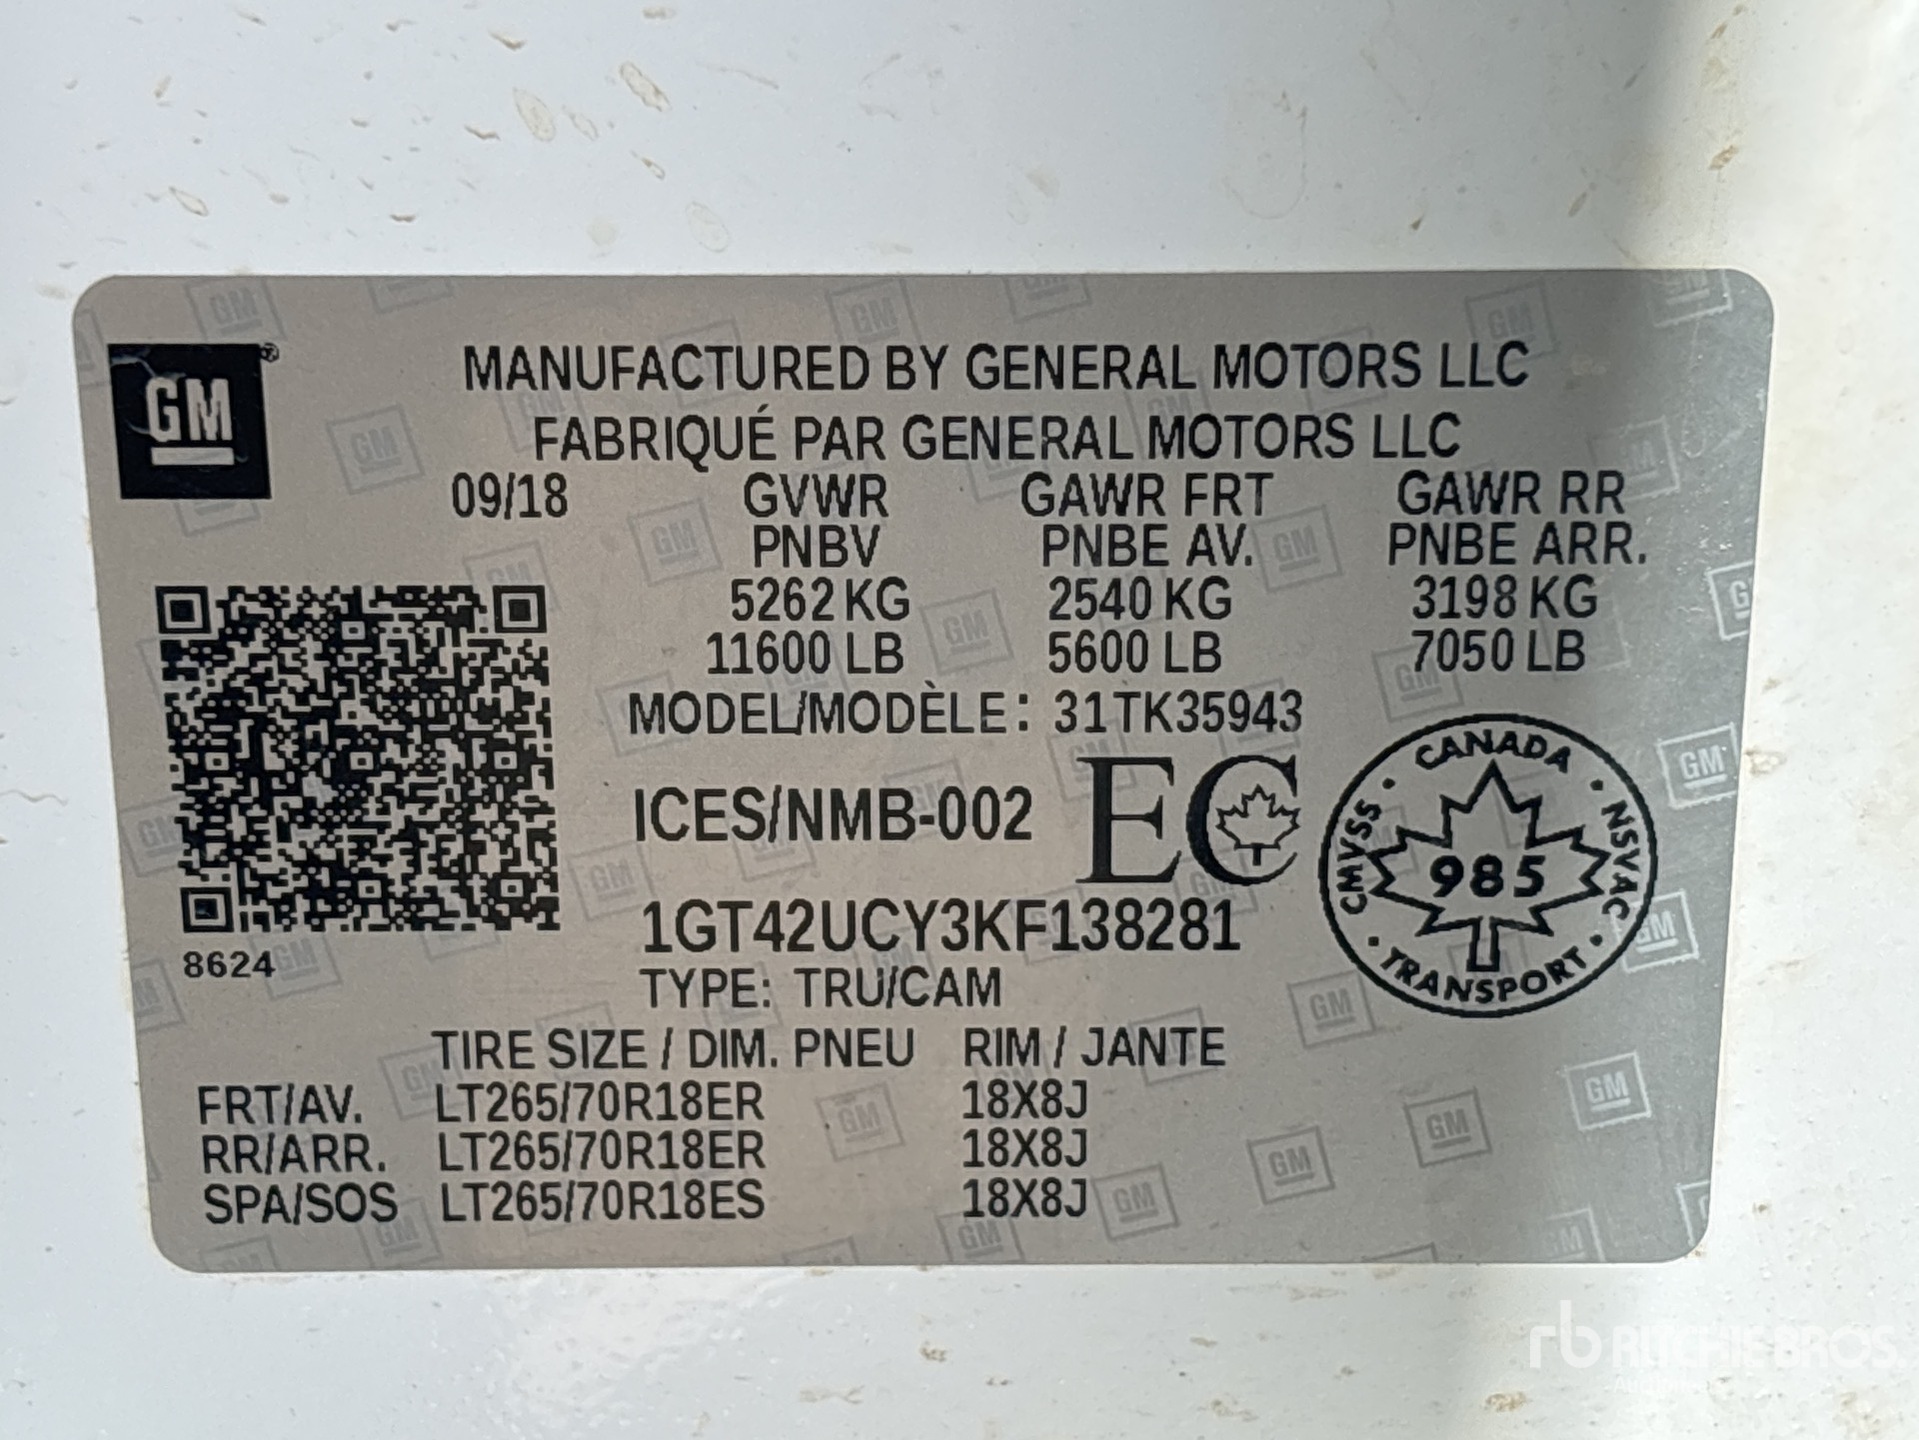 GM
MANUFACTURED BY GENERAL MOTORS LLC
FABRIQUÉ PAR GENERAL MOTORS LLC
09/18 GVWR GAWR FRT GAWR RR
PNBV PNBE AV. PNBE ARR.
5262 KG 2540 KG 3198 KG
11600 LB 5600 LB 7050 LB
MODEL/MODÈLE: 31TK35943
ICES/NMB-002 EC
CANADA
CMVSS NSVAC
985
TRANSPORT
1GT42UCY3KF138281
8624
TYPE: TRU/CAM
TIRE SIZE / DIM. PNEU RIM / JANTE
FRT/AV. LT265/70R18ER 18X8J
RR/ARR. LT265/70R18ER 18X8J
SPA/SOS LT265/70R18ES 18X8J
rb RITCHIE BROS.